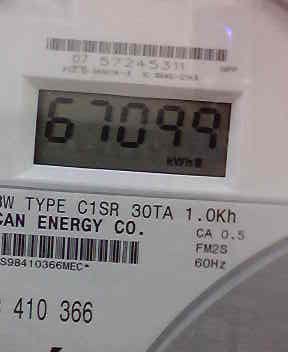 07 57245311
67099
kWh
3W TYPE C1SR 30TA 1.0Kh
CAN ENERGY CO.
CA 0.5
FM2S
60Hz
S98410366MEC*
410 366